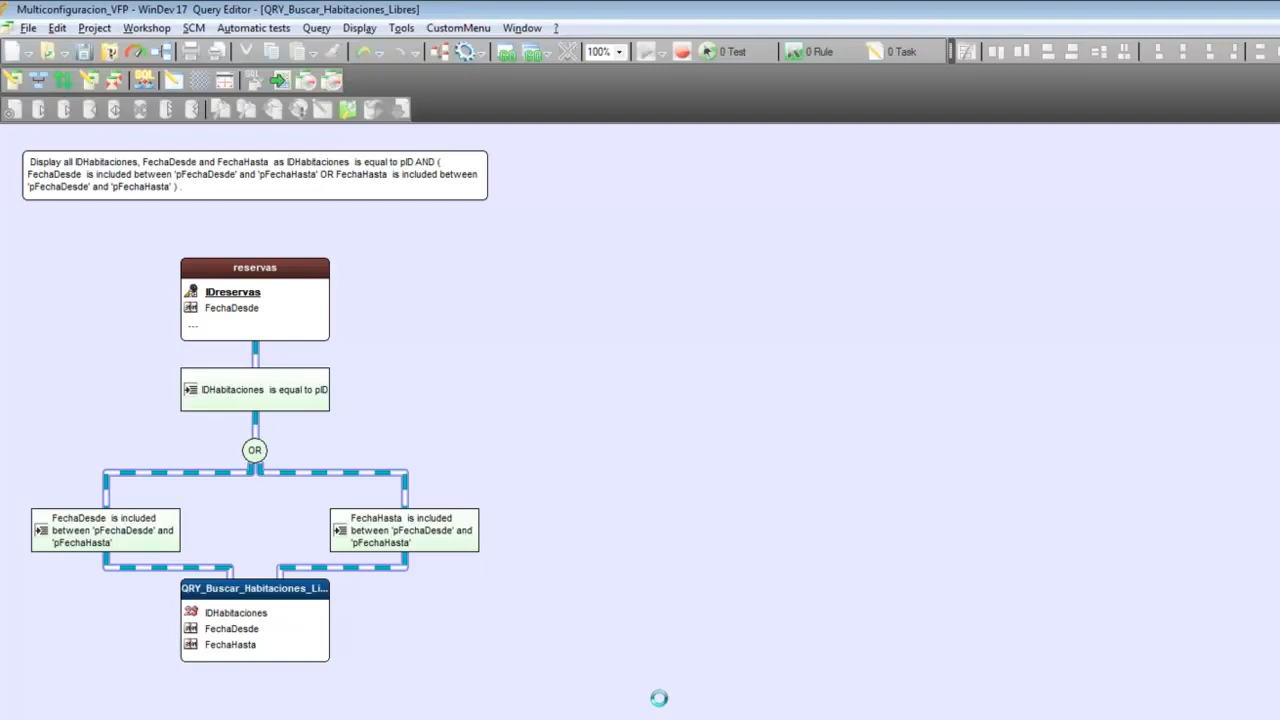 Multiconfiguracion_VFP - WinDev 17  Query Editor - [QRY_Buscar_Habitaciones_Libres]
File Edit Project Workshop SCM Automatic tests Query Display Tools CustomMenu Window ?
100% 0 Test 0 Rule 0 Task
SQL SQL
Display all IDHabitaciones, FechaDesde and FechaHasta  as IDHabitaciones  is equal to pID AND (
FechaDesde  is included between 'pFechaDesde' and 'pFechaHasta' OR FechaHasta  is included between
'pFechaDesde' and 'pFechaHasta' ) .
reservas
IDreservas
FechaDesde
...
IDHabitaciones  is equal to pID
OR
FechaDesde  is included
between 'pFechaDesde' and
'pFechaHasta'
FechaHasta  is included
between 'pFechaDesde' and
'pFechaHasta'
QRY_Buscar_Habitaciones_Li...
IDHabitaciones
FechaDesde
FechaHasta